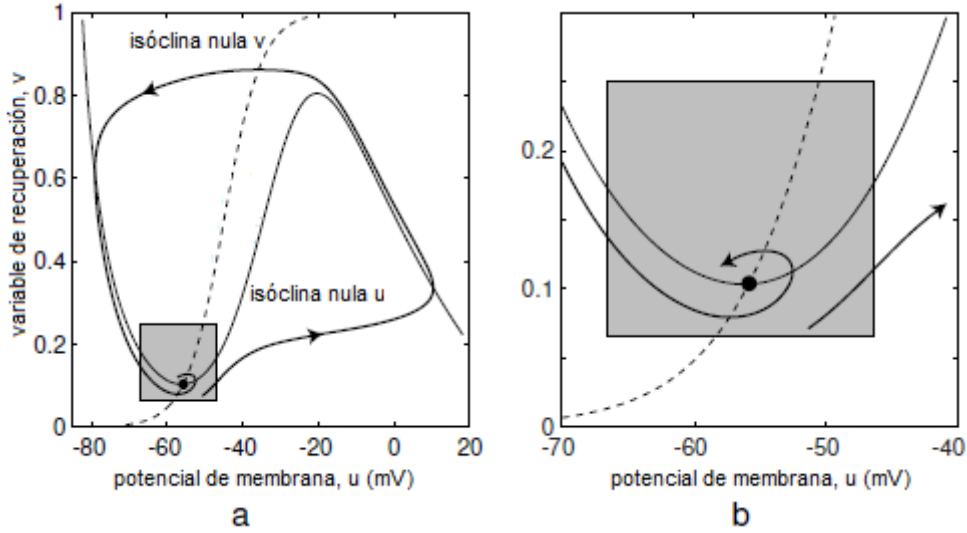 1
0.8
0.6
0.4
0.2
0
variable de recuperación, v
isóclina nula v
isóclina nula u
-80
-60
-40
-20
0
20
potencial de membrana, u (mV)
a
0.2
0.1
0
-70
-60
-50
-40
potencial de membrana, u (mV)
b